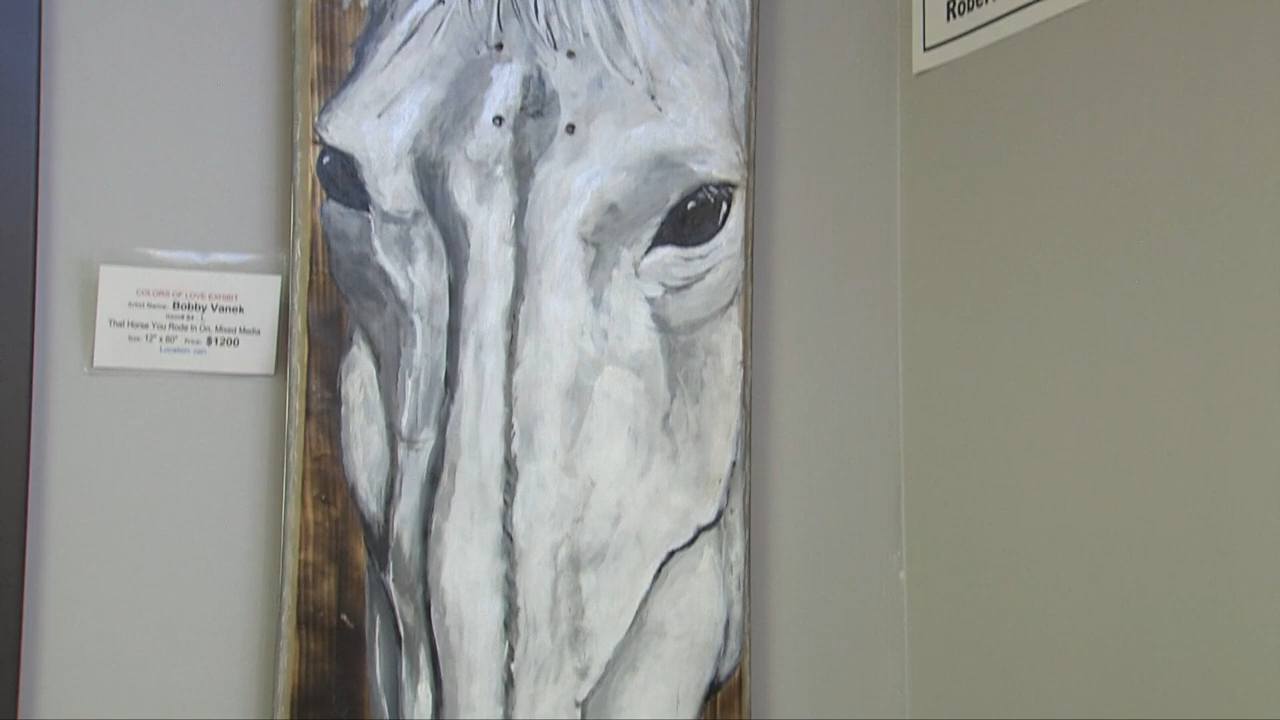 COLORS OF LOVE EXHIBIT
Artist Name: Bobby Vanek
That Horse You Rode In On, Mixed Media
Size: 12" x 60" Price: $1200
Rober